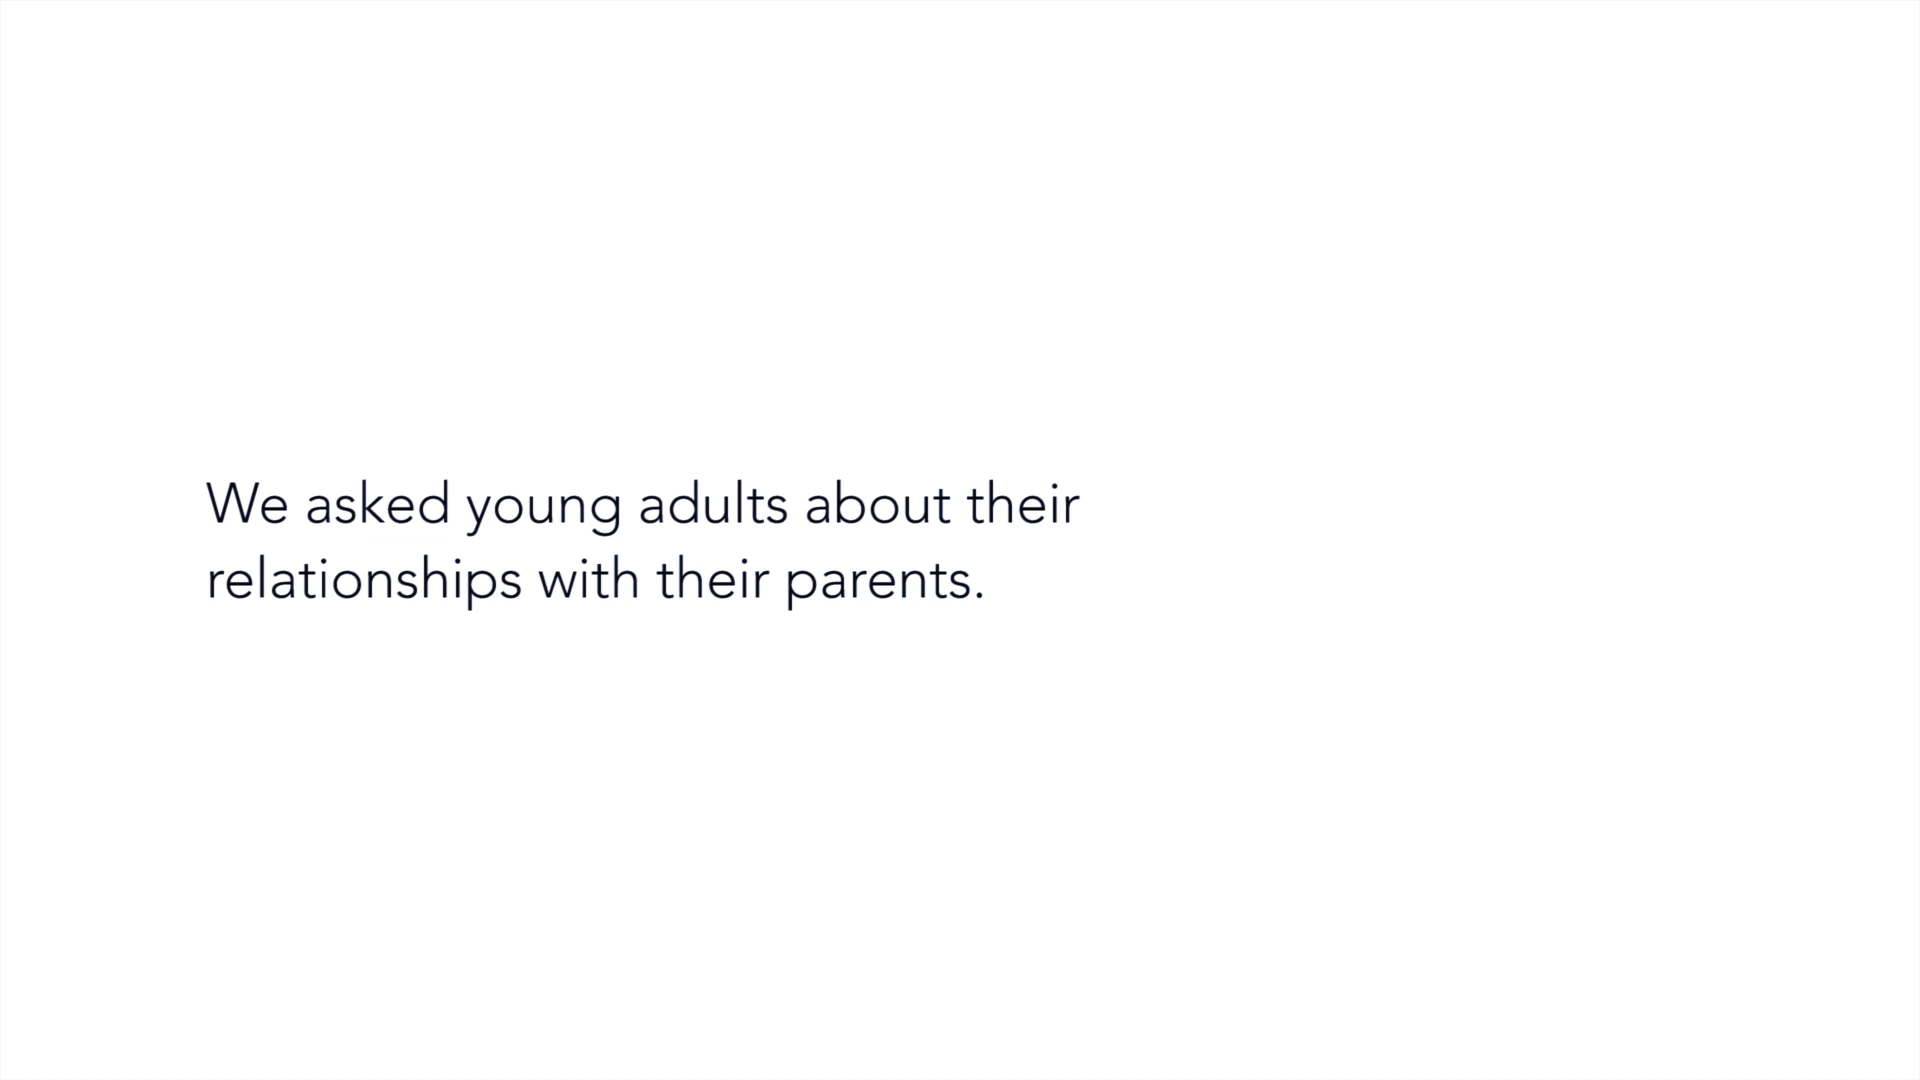 We asked young adults about their
relationships with their parents.